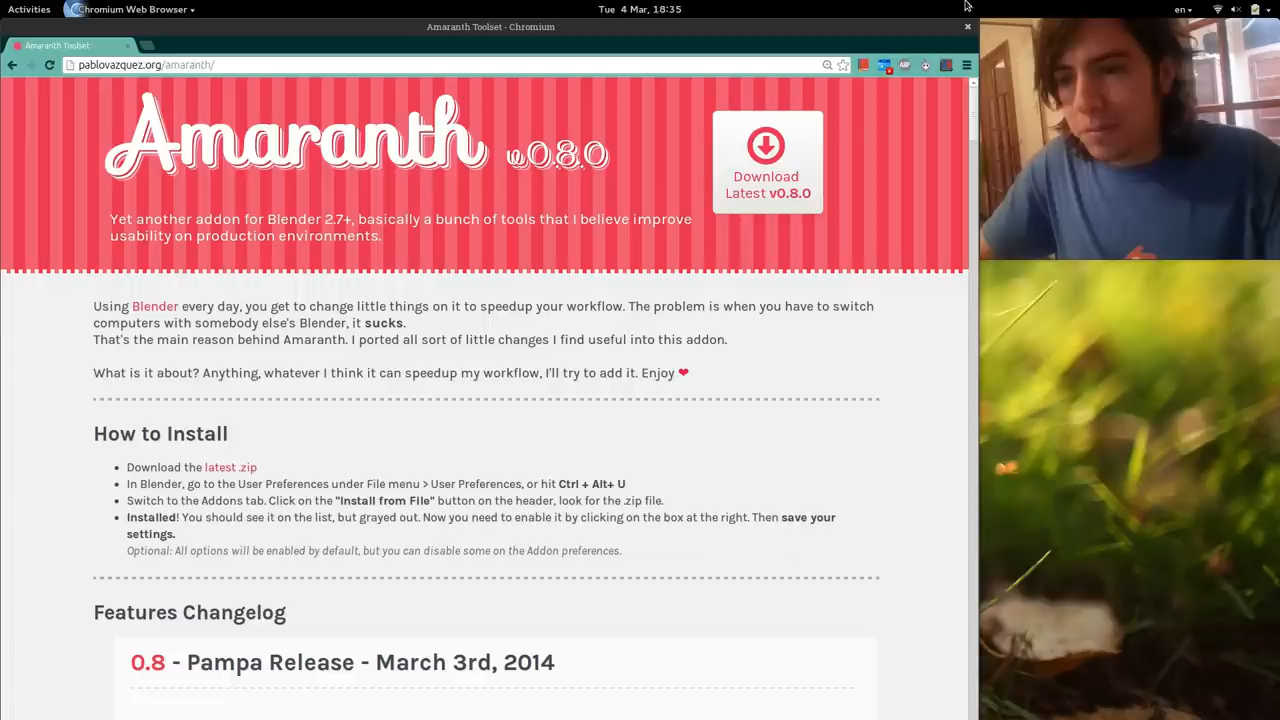 Activities
Chromium Web Browser
Tue 4 Mar, 18:35
en
Amaranth Toolset - Chromium
Amaranth Toolset
pablovazquez.org/amaranth/
ABP
Amaranth v0.8.0
Download
Latest v0.8.0
Yet another addon for Blender 2.7+, basically a bunch of tools that I believe improve
usability on production environments.
Using Blender every day, you get to change little things on it to speedup your workflow. The problem is when you have to switch
computers with somebody else's Blender, it sucks.
That's the main reason behind Amaranth. I ported all sort of little changes I find useful into this addon.
What is it about? Anything, whatever I think it can speedup my workflow, I'll try to add it. Enjoy ❤
How to Install
• Download the latest .zip
• In Blender, go to the User Preferences under File menu > User Preferences, or hit Ctrl + Alt+ U
• Switch to the Addons tab. Click on the "Install from File" button on the header, look for the .zip file.
• Installed! You should see it on the list, but grayed out. Now you need to enable it by clicking on the box at the right. Then save your
settings.
Optional: All options will be enabled by default, but you can disable some on the Addon preferences.
Features Changelog
0.8 - Pampa Release - March 3rd, 2014